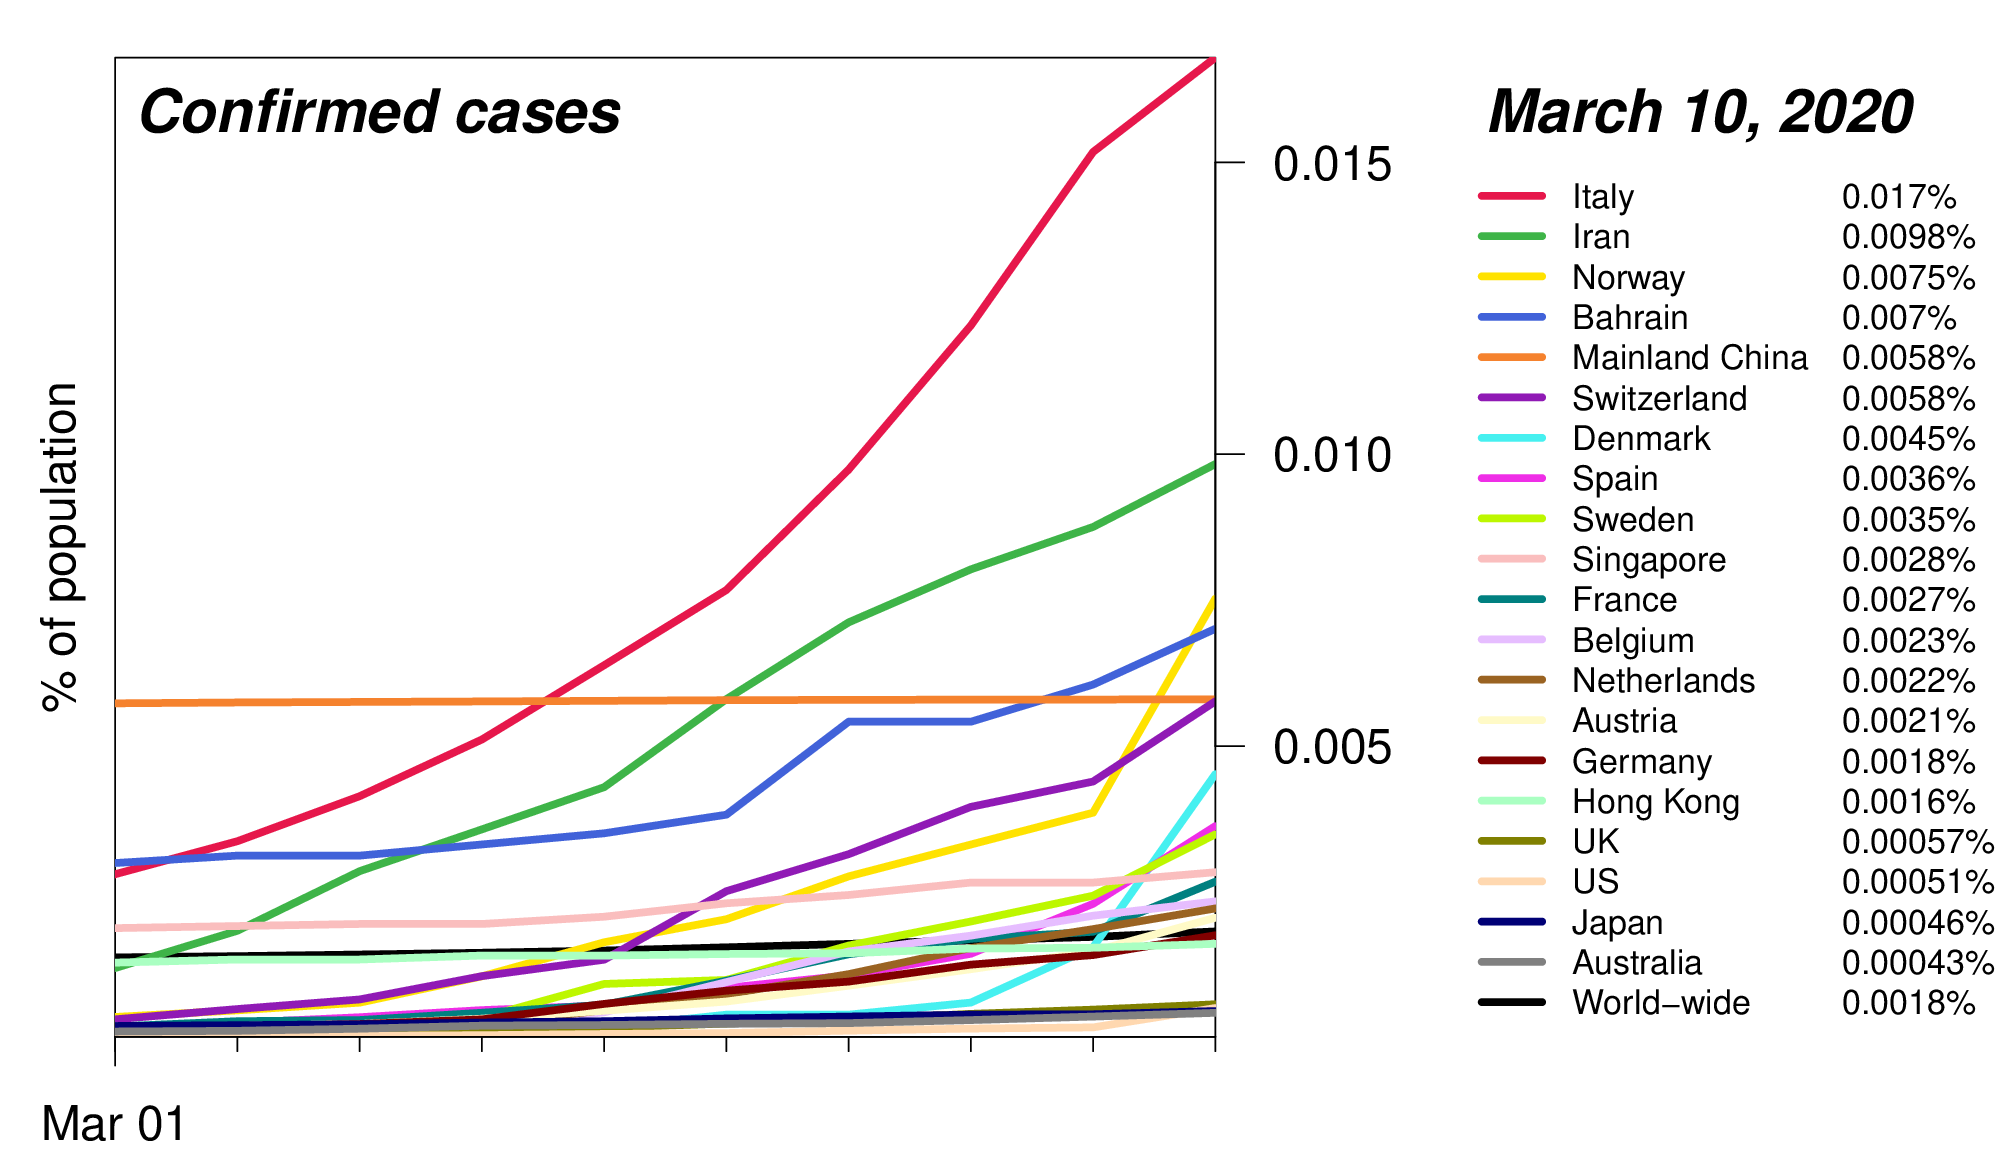 Confirmed cases
March 10, 2020
% of population
0.015
0.010
0.005
Mar 01
Italy 0.017%
Iran 0.0098%
Norway 0.0075%
Bahrain 0.007%
Mainland China 0.0058%
Switzerland 0.0058%
Denmark 0.0045%
Spain 0.0036%
Sweden 0.0035%
Singapore 0.0028%
France 0.0027%
Belgium 0.0023%
Netherlands 0.0022%
Austria 0.0021%
Germany 0.0018%
Hong Kong 0.0016%
UK 0.00057%
US 0.00051%
Japan 0.00046%
Australia 0.00043%
World−wide 0.0018%